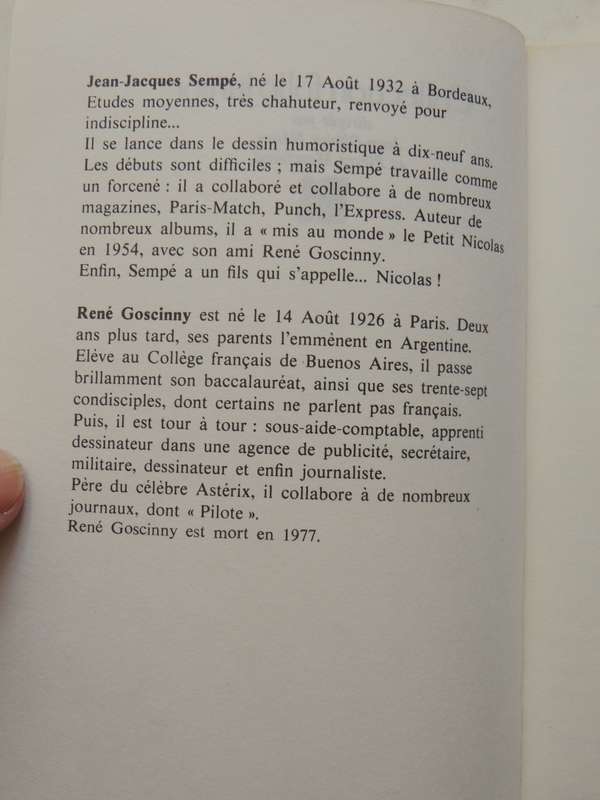 Jean-Jacques Sempé, né le 17 Août 1932 à Bordeaux,
Etudes moyennes, très chahuteur, renvoyé pour
indiscipline...
Il se lance dans le dessin humoristique à dix-neuf ans.
Les débuts sont difficiles ; mais Sempé travaille comme
un forcené : il a collaboré et collabore à de nombreux
magazines, Paris-Match, Punch, l'Express. Auteur de
nombreux albums, il a « mis au monde » le Petit Nicolas
en 1954, avec son ami René Goscinny.
Enfin, Sempé a un fils qui s'appelle... Nicolas !
René Goscinny est né le 14 Août 1926 à Paris. Deux
ans plus tard, ses parents l'emmènent en Argentine.
Elève au Collège français de Buenos Aires, il passe
brillamment son baccalauréat, ainsi que ses trente-sept
condisciples, dont certains ne parlent pas français.
Puis, il est tour à tour : sous-aide-comptable, apprenti
dessinateur dans une agence de publicité, secrétaire,
militaire, dessinateur et enfin journaliste.
Père du célèbre Astérix, il collabore à de nombreux
journaux, dont « Pilote ».
René Goscinny est mort en 1977.